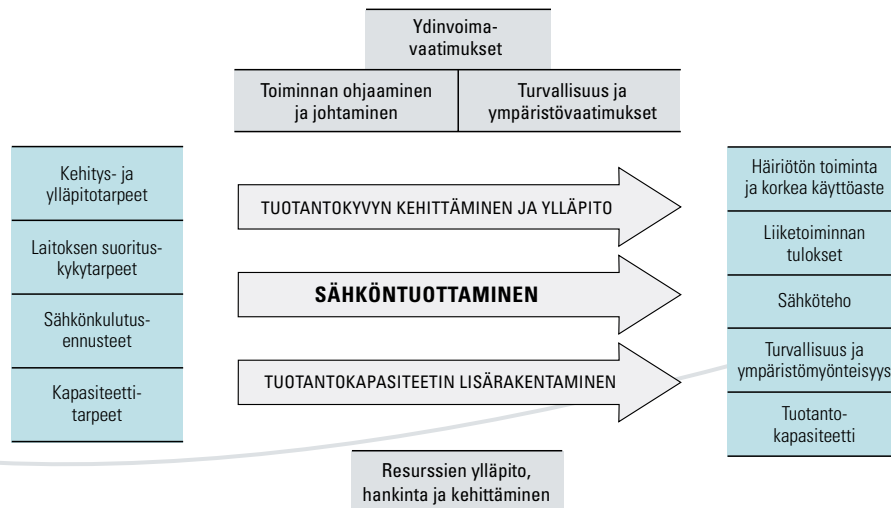 Ydinvoima-
vaatimukset
Toiminnan ohjaaminen
ja johtaminen
Turvallisuus ja
ympäristövaatimukset
Kehitys- ja
ylläpitotarpeet
Laitoksen suoritus-
kykytarpeet
Sähkönkulutus-
ennusteet
Kapasiteetti-
tarpeet
TUOTANTOKYVYN KEHITTÄMINEN JA YLLÄPITO
SÄHKÖNTUOTTAMINEN
TUOTANTOKAPASITEETIN LISÄRAKENTAMINEN
Häiriötön toiminta
ja korkea käyttöaste
Liiketoiminnan
tulokset
Sähköteho
Turvallisuus ja
ympäristömyönteisyys
Tuotanto-
kapasiteetti
Resurssien ylläpito,
hankinta ja kehittäminen